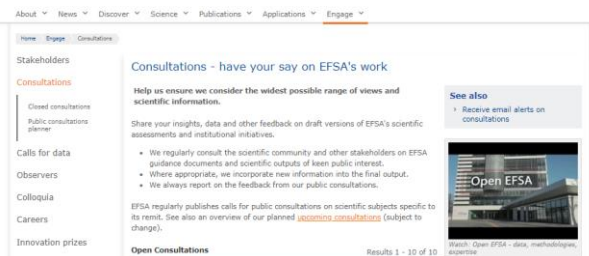 About News Discover Science Publications Applications Engage
Home Engage Consultations
Stakeholders
Consultations
Closed consultations
Public consultations
planner
Calls for data
Observers
Colloquia
Careers
Innovation prizes
Consultations - have your say on EFSA's work
Help us ensure we consider the widest possible range of views and
scientific information.
Share your insights, data and other feedback on draft versions of EFSA's scientific
assessments and institutional initiatives.
• We regularly consult the scientific community and other stakeholders on EFSA
guidance documents and scientific outputs of keen public interest.
• Where appropriate, we incorporate new information into the final output.
• We always report on the feedback from our public consultations.
EFSA regularly publishes calls for public consultations on scientific subjects specific to
its remit. See also an overview of our planned upcoming consultations (subject to
change).
Open Consultations Results 1 - 10 of 10
See also
Receive email alerts on
consultations
Open EFSA
Watch: Open EFSA - data, methodologies,
expertise